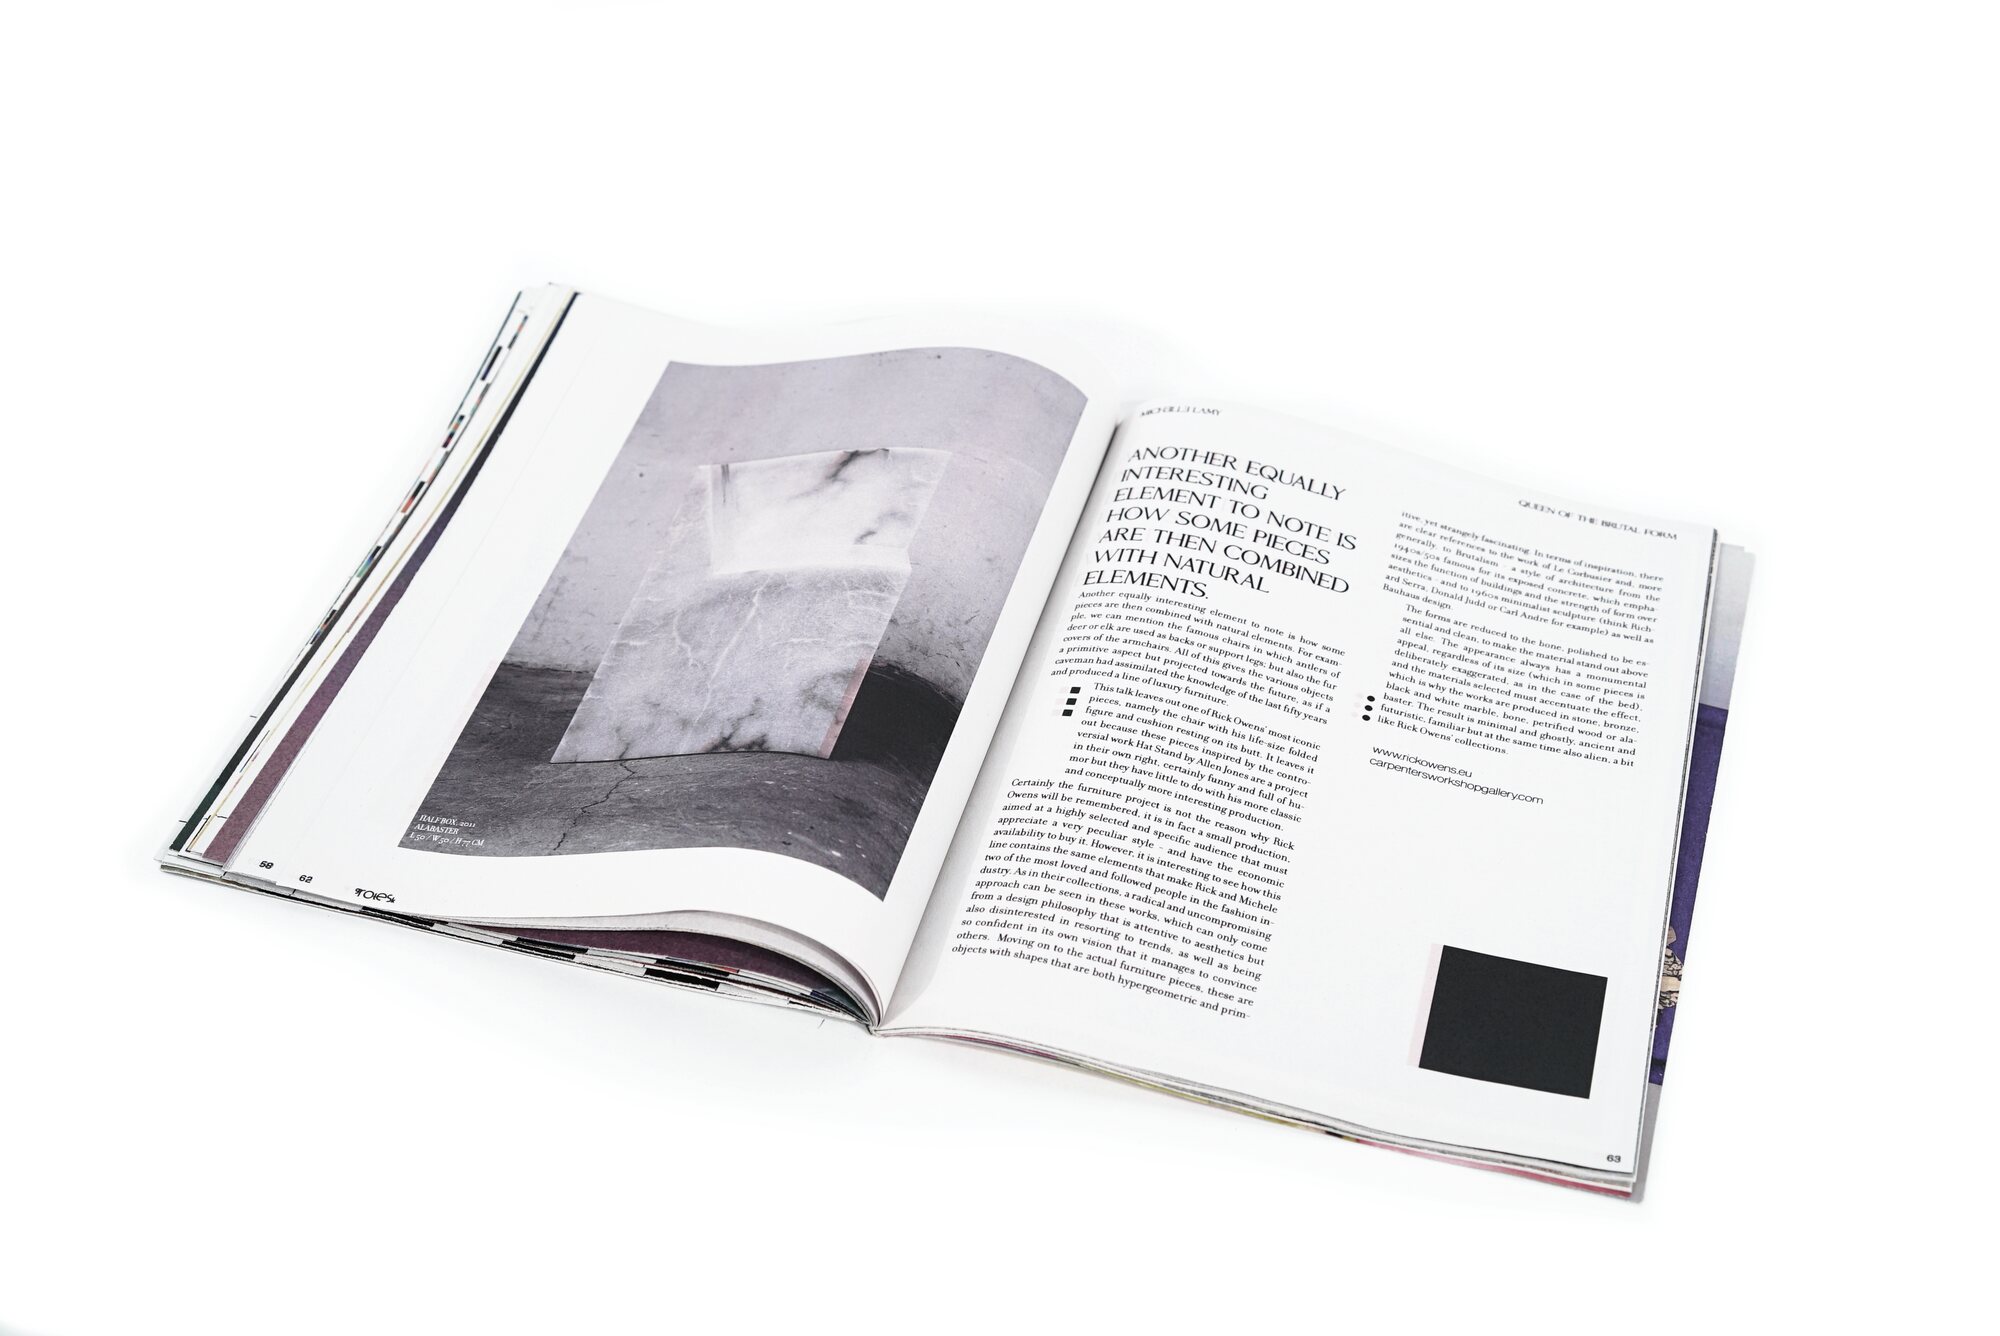 HALF BOX, 2011
ALABASTER
L 50 / W 50 / H 77 CM
59
62
MICHELE LAMY
QUEEN OF THE BRUTAL FORM
ANOTHER EQUALLY
INTERESTING
ELEMENT TO NOTE IS
HOW SOME PIECES
ARE THEN COMBINED
WITH NATURAL
ELEMENTS.
Another equally interesting element to note is how some
pieces are then combined with natural elements. For exam-
ple, we can mention the famous chairs in which antlers of
deer or elk are used as backs or support legs; but also the fur
covers of the armchairs. All of this gives the various objects
a primitive aspect but projected towards the future, as if a
caveman had assimilated the knowledge of the last fifty years
and produced a line of luxury furniture.
This talk leaves out one of Rick Owens' most iconic
pieces, namely the chair with his life-size folded
figure and cushion resting on its butt. It leaves it
out because these pieces inspired by the contro-
versial work Hat Stand by Allen Jones are a project
in their own right, certainly funny and full of hu-
mor but they have little to do with his more classic
and conceptually more interesting production.
Certainly the furniture project is not the reason why Rick
Owens will be remembered, it is in fact a small production,
aimed at a highly selected and specific audience that must
appreciate a very peculiar style – and have the economic
availability to buy it. However, it is interesting to see how this
line contains the same elements that make Rick and Michele
two of the most loved and followed people in the fashion in-
dustry. As in their collections, a radical and uncompromising
approach can be seen in these works, which can only come
from a design philosophy that is attentive to aesthetics but
also disinterested in resorting to trends, as well as being
so confident in its own vision that it manages to convince
others. Moving on to the actual furniture pieces, these are
objects with shapes that are both hypergeometric and prim-
itive, yet strangely fascinating. In terms of inspiration, there
are clear references to the work of Le Corbusier and, more
generally, to Brutalism – a style of architecture from the
1940s/50s famous for its exposed concrete, which empha-
sizes the function of buildings and the strength of form over
aesthetics - and to 1960s minimalist sculpture (think Rich-
ard Serra, Donald Judd or Carl Andre for example) as well as
Bauhaus design.
The forms are reduced to the bone, polished to be es-
sential and clean, to make the material stand out above
all else. The appearance always has a monumental
appeal, regardless of its size (which in some pieces is
deliberately exaggerated, as in the case of the bed),
and the materials selected must accentuate the effect,
which is why the works are produced in stone, bronze,
black and white marble, bone, petrified wood or ala-
baster. The result is minimal and ghostly, ancient and
futuristic, familiar but at the same time also alien, a bit
like Rick Owens' collections.
www.rickowens.eu
carpentersworkshopgallery.com
63